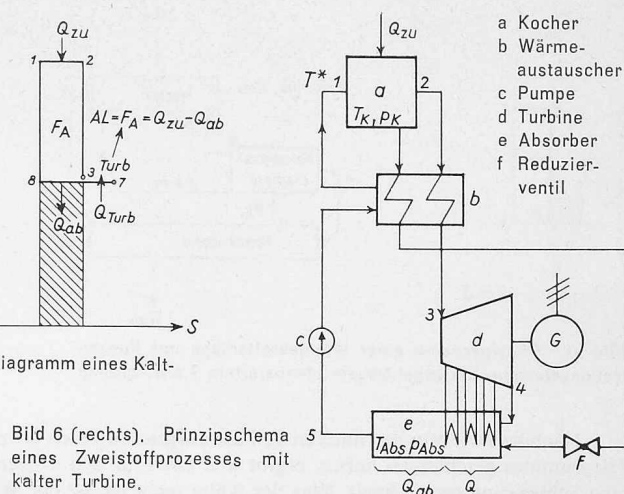 Q_zu
1
2
F_A
AL=F_A=Q_zu–Q_ab
Turb
8
3
7
Q_ab
Q_Turb
S
iagramm eines Kalt-
Bild 6 (rechts). Prinzipschema
eines Zweistoffprozesses mit
kalter Turbine.
Q_zu
T* 1
a
2
T_K, p_K
b
c
3
d
G
4
5
e
T_Abs p_Abs
f
Q_ab
Q
a Kocher
b Wärme-
austauscher
c Pumpe
d Turbine
e Absorber
f Reduzier-
ventil